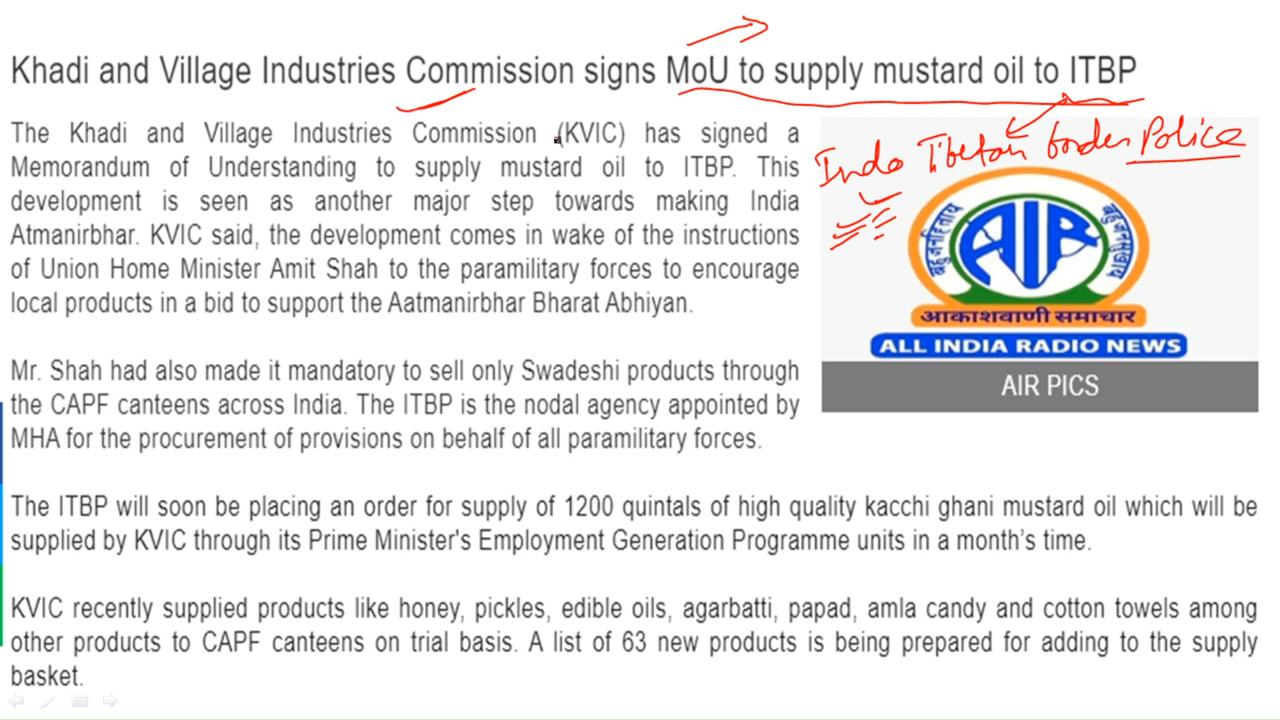 Khadi and Village Industries Commission signs MoU to supply mustard oil to ITBP
The Khadi and Village Industries Commission (KVIC) has signed a
Memorandum of Understanding to supply mustard oil to ITBP. This
development is seen as another major step towards making India
Atmanirbhar. KVIC said, the development comes in wake of the instructions
of Union Home Minister Amit Shah to the paramilitary forces to encourage
local products in a bid to support the Aatmanirbhar Bharat Abhiyan.
Mr. Shah had also made it mandatory to sell only Swadeshi products through
the CAPF canteens across India. The ITBP is the nodal agency appointed by
MHA for the procurement of provisions on behalf of all paramilitary forces.
Indo Tibetan border Police
बहुजनहिताय
AIR
बहुजनसुखाय
आकाशवाणी समाचार
ALL INDIA RADIO NEWS
AIR PICS
The ITBP will soon be placing an order for supply of 1200 quintals of high quality kacchi ghani mustard oil which will be
supplied by KVIC through its Prime Minister's Employment Generation Programme units in a month's time.
KVIC recently supplied products like honey, pickles, edible oils, agarbatti, papad, amla candy and cotton towels among
other products to CAPF canteens on trial basis. A list of 63 new products is being prepared for adding to the supply
basket.